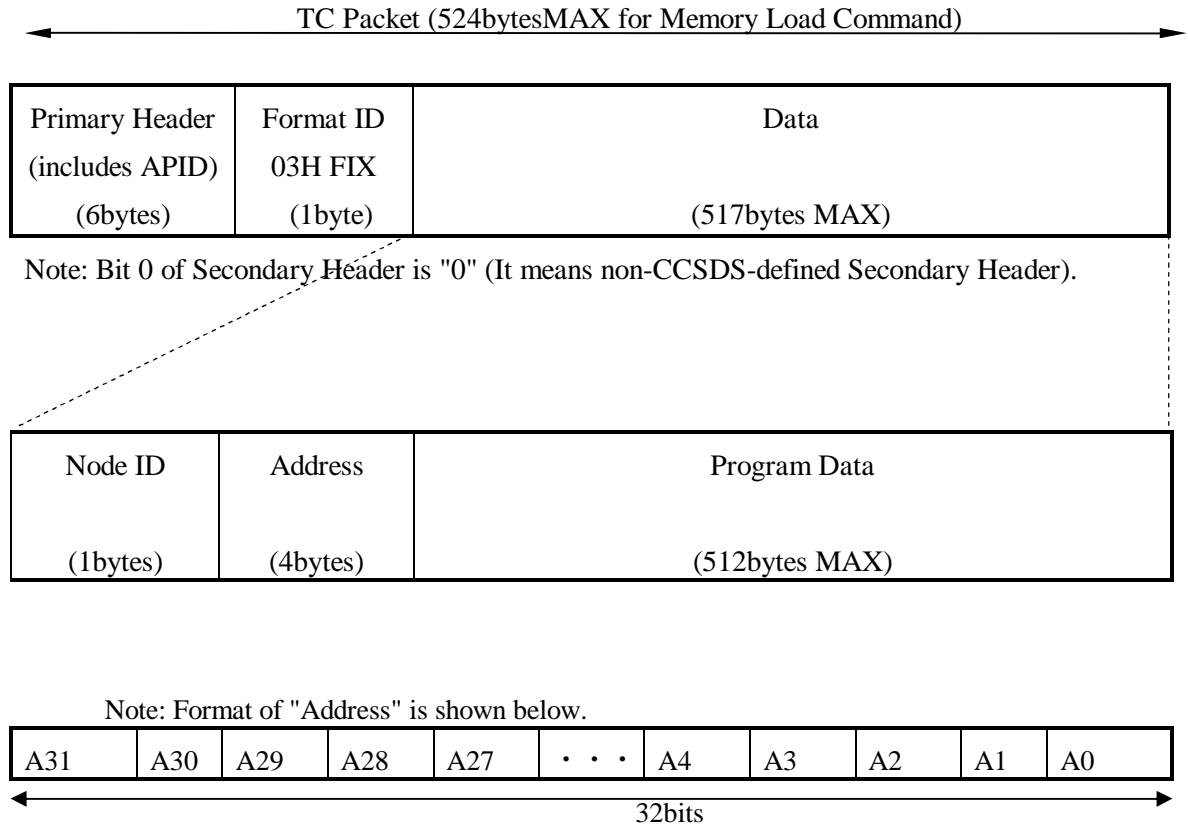 TC Packet (524bytesMAX for Memory Load Command)
Primary Header Format ID Data
(includes APID) 03H FIX
(6bytes) (1byte) (517bytes MAX)
Note: Bit 0 of Secondary Header is "0" (It means non-CCSDS-defined Secondary Header).
Node ID Address Program Data
(1bytes) (4bytes) (512bytes MAX)
Note: Format of "Address" is shown below.
A31 A30 A29 A28 A27 ・・・ A4 A3 A2 A1 A0
32bits